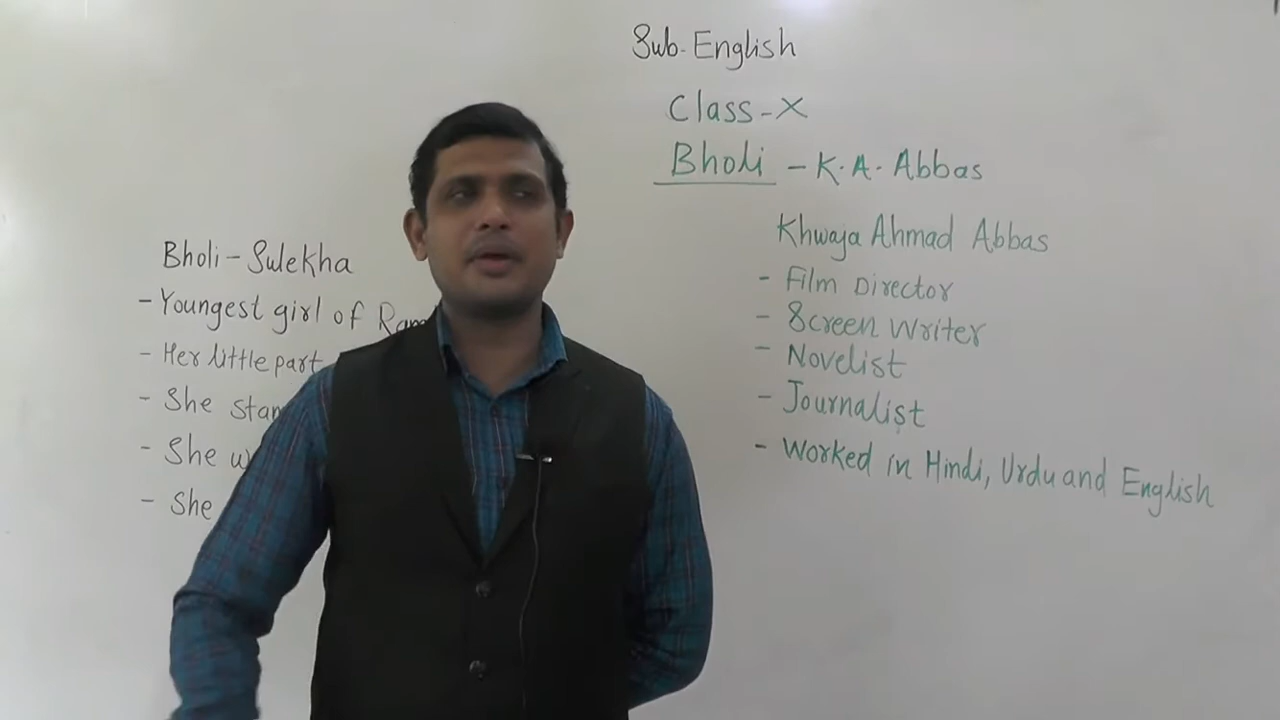 Sub. English
Class-X
Bholi - K. A. Abbas
Khwaja Ahmad Abbas
- Film Director
- Screen Writer
- Novelist
- Journalist
- Worked in Hindi, Urdu and English
Bholi - Sulekha
- Youngest girl of
- Her little part
- She
- She
- She